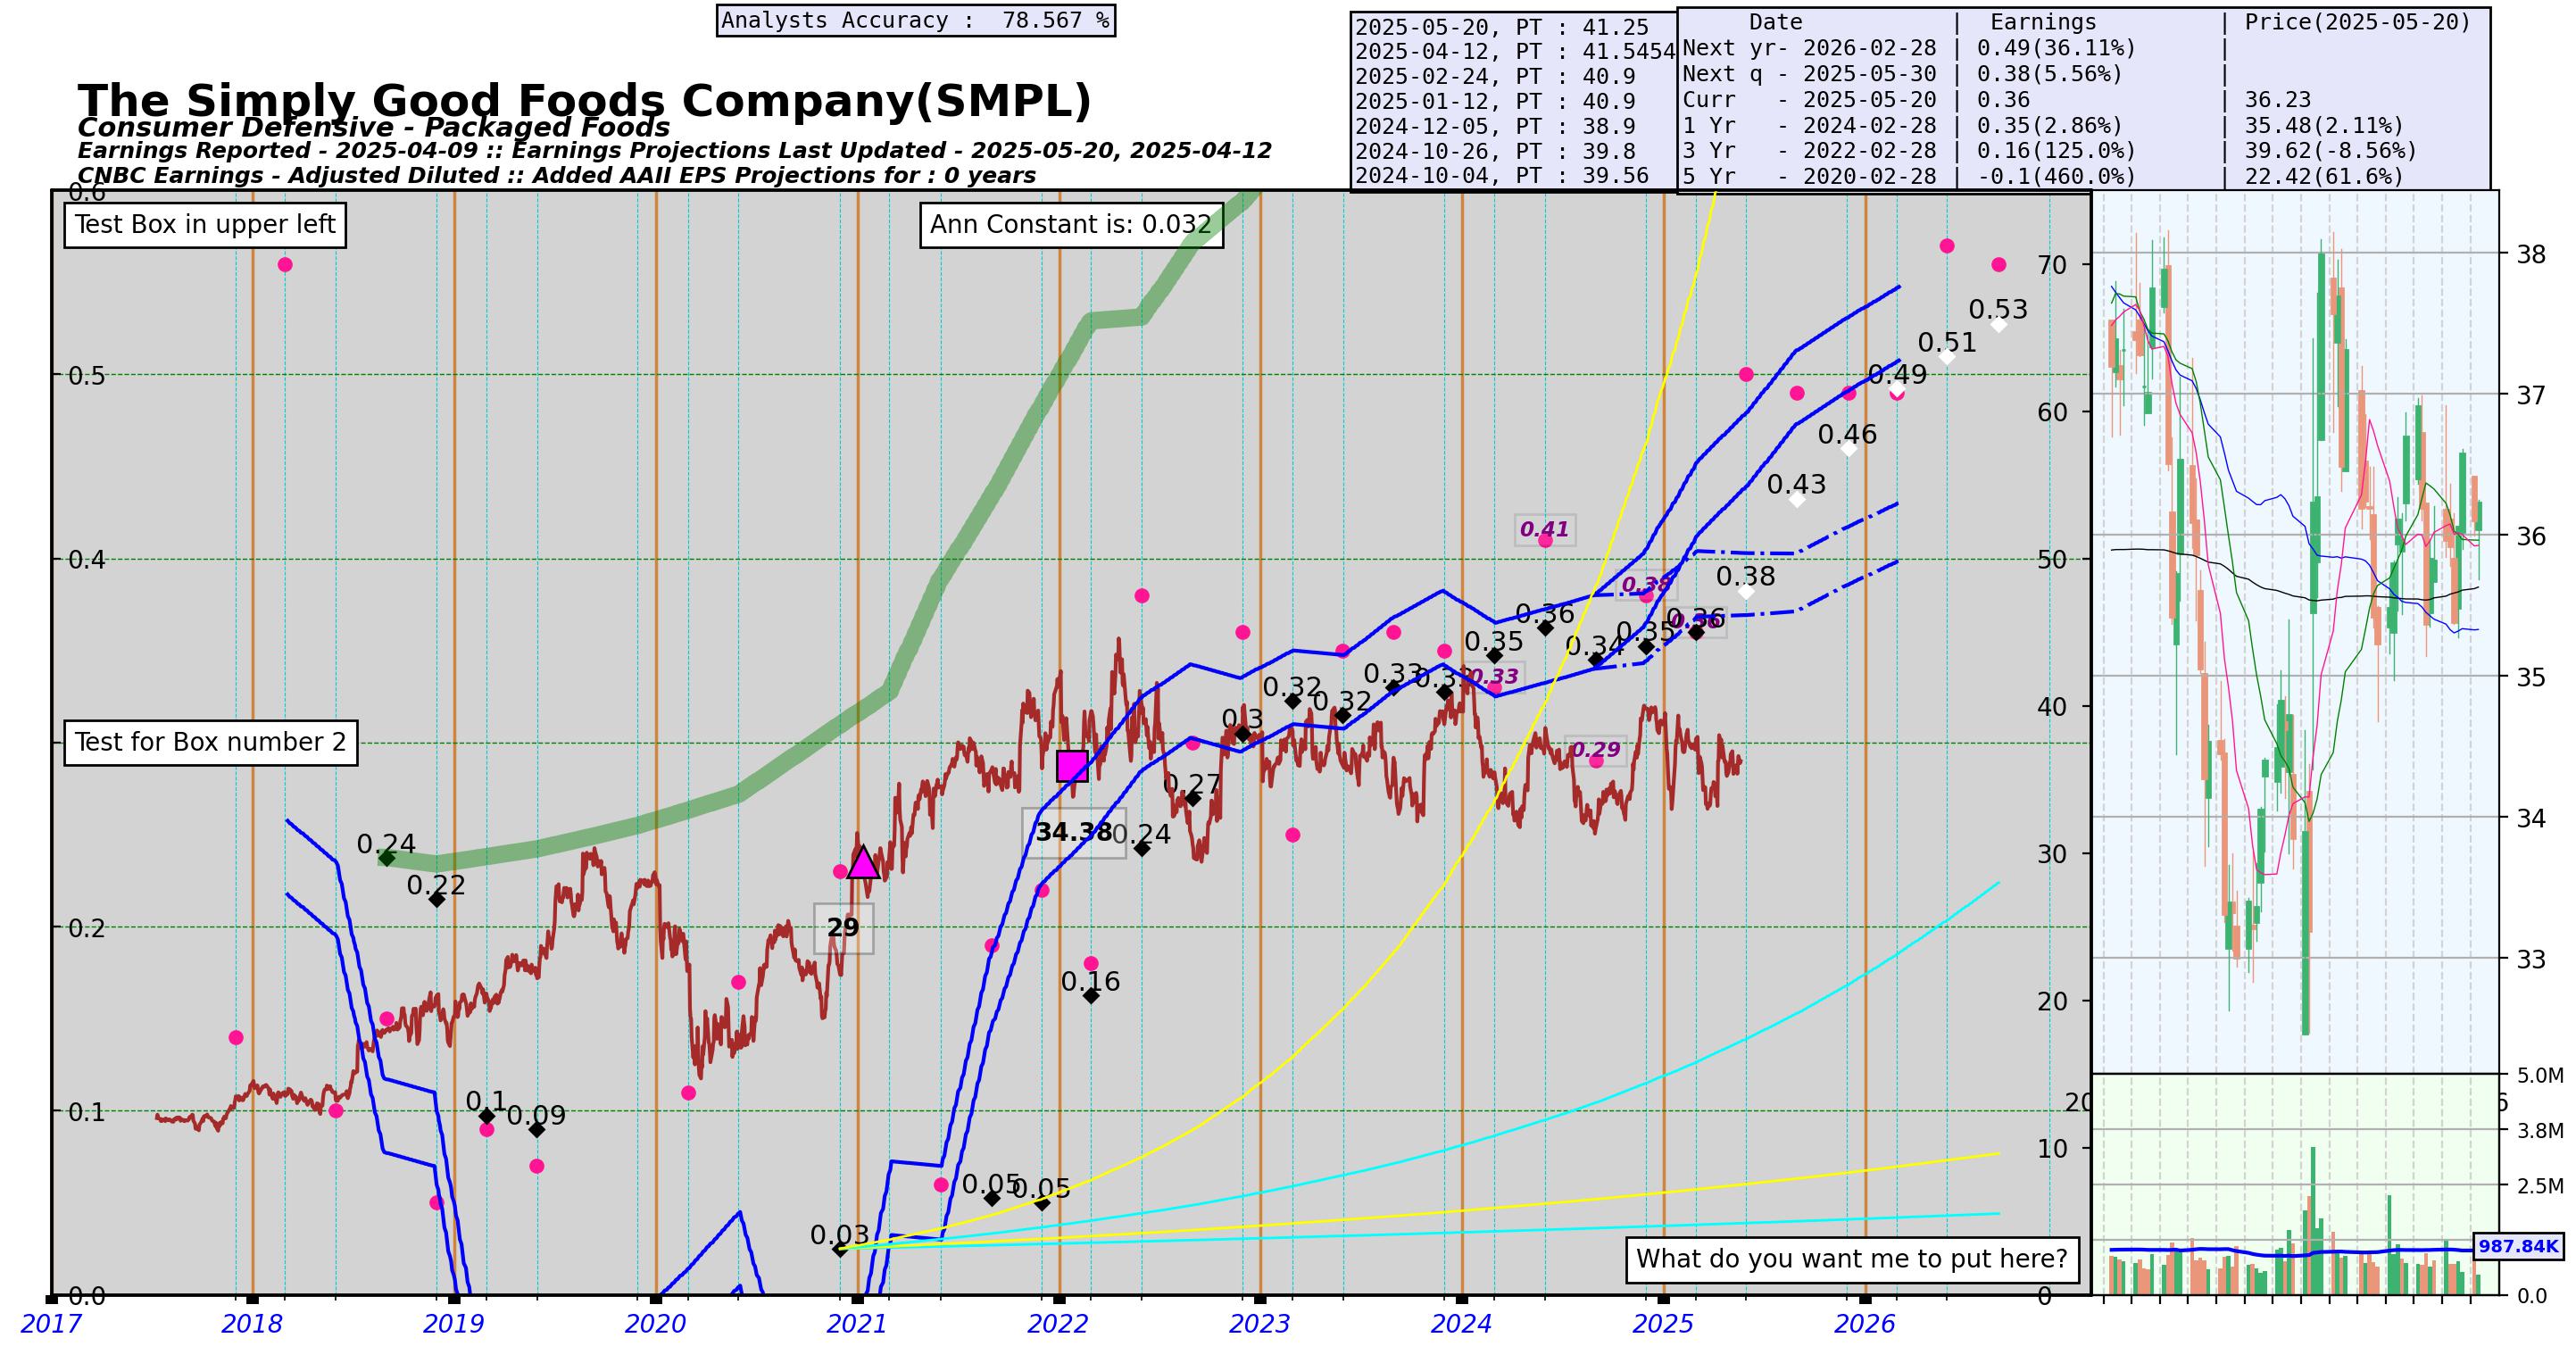 Analysts Accuracy :  78.567 %
2025-05-20, PT : 41.25
2025-04-12, PT : 41.5454
2025-02-24, PT : 40.9
2025-01-12, PT : 40.9
2024-12-05, PT : 38.9
2024-10-26, PT : 39.8
2024-10-04, PT : 39.56
Date | Earnings | Price(2025-05-20)
Next yr- 2026-02-28 | 0.49(36.11%) |
Next q - 2025-05-30 | 0.38(5.56%) |
Curr - 2025-05-20 | 0.36 | 36.23
1 Yr - 2024-02-28 | 0.35(2.86%) | 35.48(2.11%)
3 Yr - 2022-02-28 | 0.16(125.0%) | 39.62(-8.56%)
5 Yr - 2020-02-28 | -0.1(460.0%) | 22.42(61.6%)
The Simply Good Foods Company(SMPL)
Consumer Defensive - Packaged Foods
Earnings Reported - 2025-04-09 :: Earnings Projections Last Updated - 2025-05-20, 2025-04-12
CNBC Earnings - Adjusted Diluted :: Added AAII EPS Projections for : 0 years
Test Box in upper left
Ann Constant is: 0.032
Test for Box number 2
What do you want me to put here?
0.6
0.5
0.4
0.2
0.1
0.0
0.24
0.22
0.1
0.09
0.03
29
0.05
0.05
34.38
0.16
0.24
0.27
0.3
0.32
0.32
0.33
0.33
0.35
0.33
0.36
0.41
0.34
0.29
0.35
0.38
0.36
0.36
0.38
0.43
0.46
0.49
0.51
0.53
70
60
50
40
30
20
10
0
38
37
36
35
34
33
5.0M
3.8M
2.5M
987.84K
0.0
2017
2018
2019
2020
2021
2022
2023
2024
2025
2026